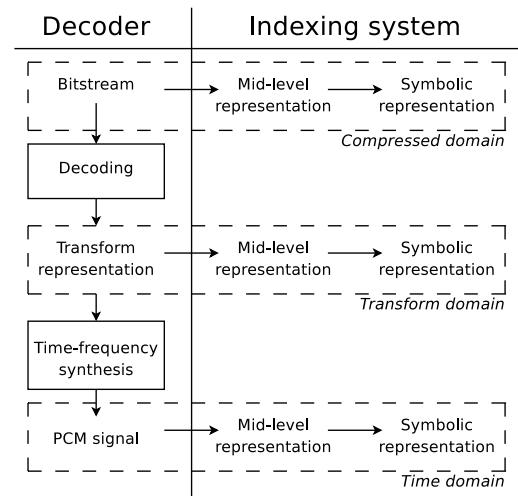 Decoder
Indexing system
Bitstream
Mid-level
representation
Symbolic
representation
Compressed domain
Decoding
Transform
representation
Mid-level
representation
Symbolic
representation
Transform domain
Time-frequency
synthesis
PCM signal
Mid-level
representation
Symbolic
representation
Time domain